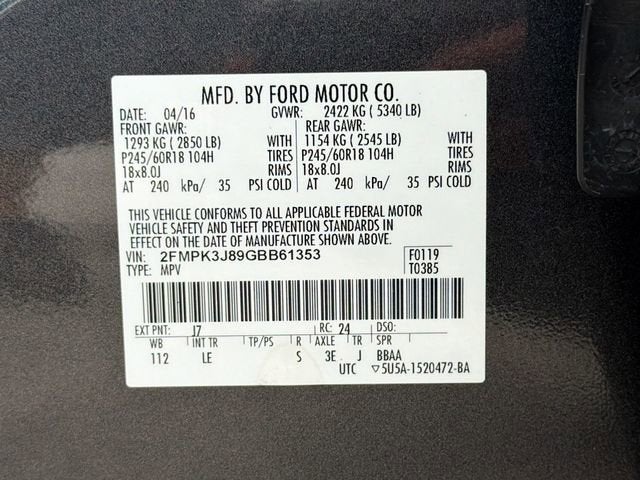 MFD. BY FORD MOTOR CO.
DATE: 04/16 GVWR: 2422 KG ( 5340 LB)
FRONT GAWR: REAR GAWR:
1293 KG ( 2850 LB) WITH 1154 KG ( 2545 LB) WITH
P245/60R18 104H TIRES P245/60R18 104H TIRES
18x8.0J RIMS 18x8.0J RIMS
AT 240 kPa/ 35 PSI COLD AT 240 kPa/ 35 PSI COLD
THIS VEHICLE CONFORMS TO ALL APPLICABLE FEDERAL MOTOR
VEHICLE SAFETY AND THEFT PREVENTION STANDARDS IN
EFFECT ON THE DATE OF MANUFACTURE SHOWN ABOVE.
VIN: 2FMPK3J89GBB61353 F0119
TYPE: MPV T0385
EXT PNT: J7 RC: 24 DSO:
WB INT TR TP/PS R AXLE TR SPR
112 LE S 3E J BBAA
UTC ▽5U5A-1520472-BA